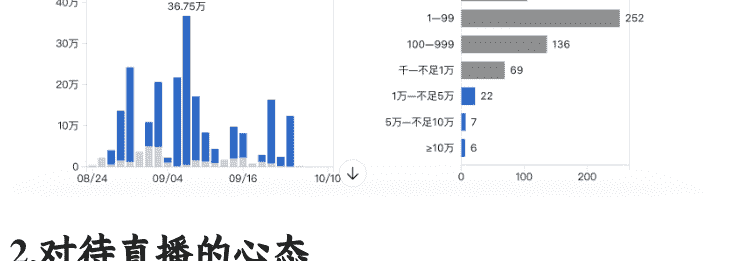 40万
36.75万
30万
20万
10万
0
08/24 09/04 09/16 10/10
1—99 252
100—999 136
千—不足1万 69
1万—不足5万 22
5万—不足10万 7
≥10万 6
0 100 200
2.对待直播的心态